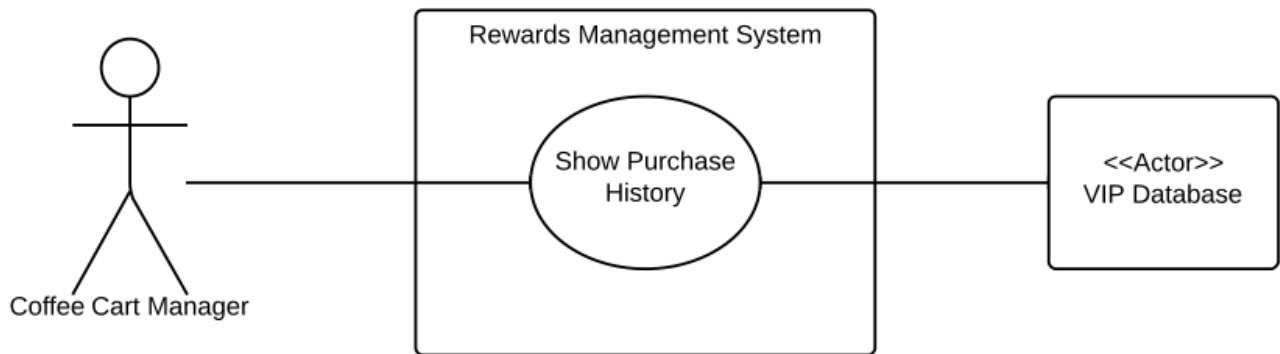 Rewards Management System
Show Purchase
History
<<Actor>>
VIP Database
Coffee Cart Manager